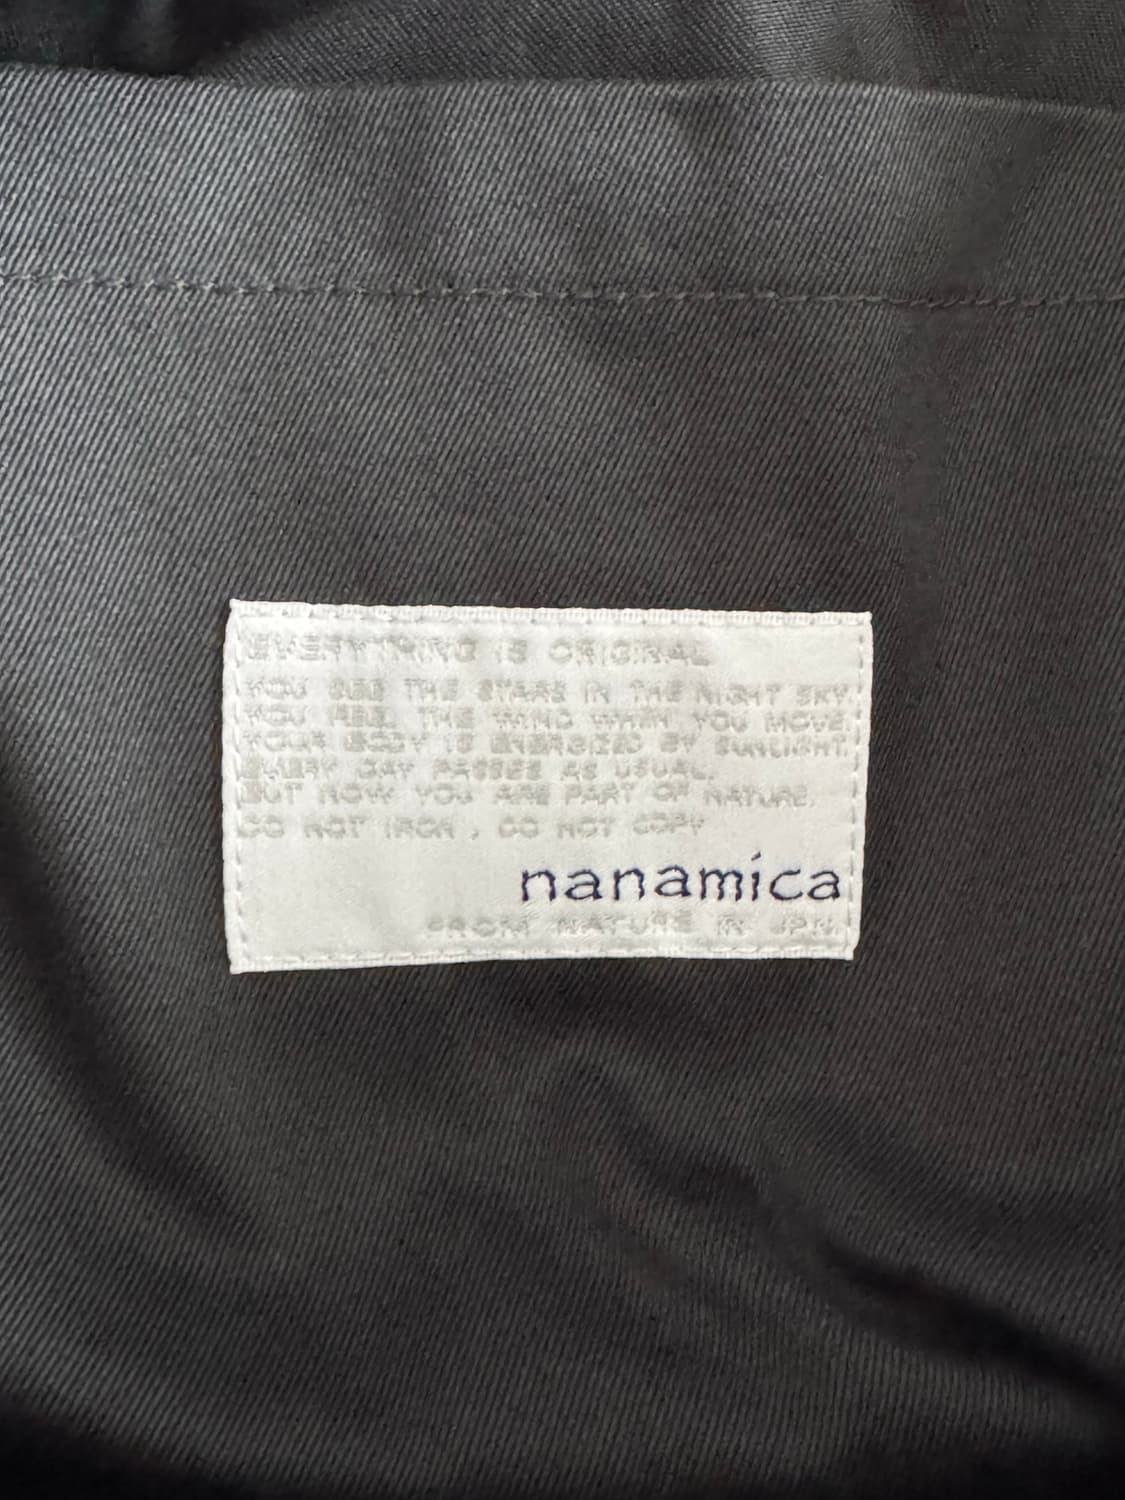 EVERYTHING IS ORIGINAL
YOU SEE THE STARS IN THE NIGHT SKY.
YOU FEEL THE WIND WHEN YOU MOVE.
YOUR BODY IS ENERGIZED BY SUNLIGHT.
EVERY DAY PASSES AS USUAL,
BUT NOW YOU ARE PART OF NATURE.
DO NOT IRON , DO NOT COPY
nanamica
FROM NATURE IN JPN.